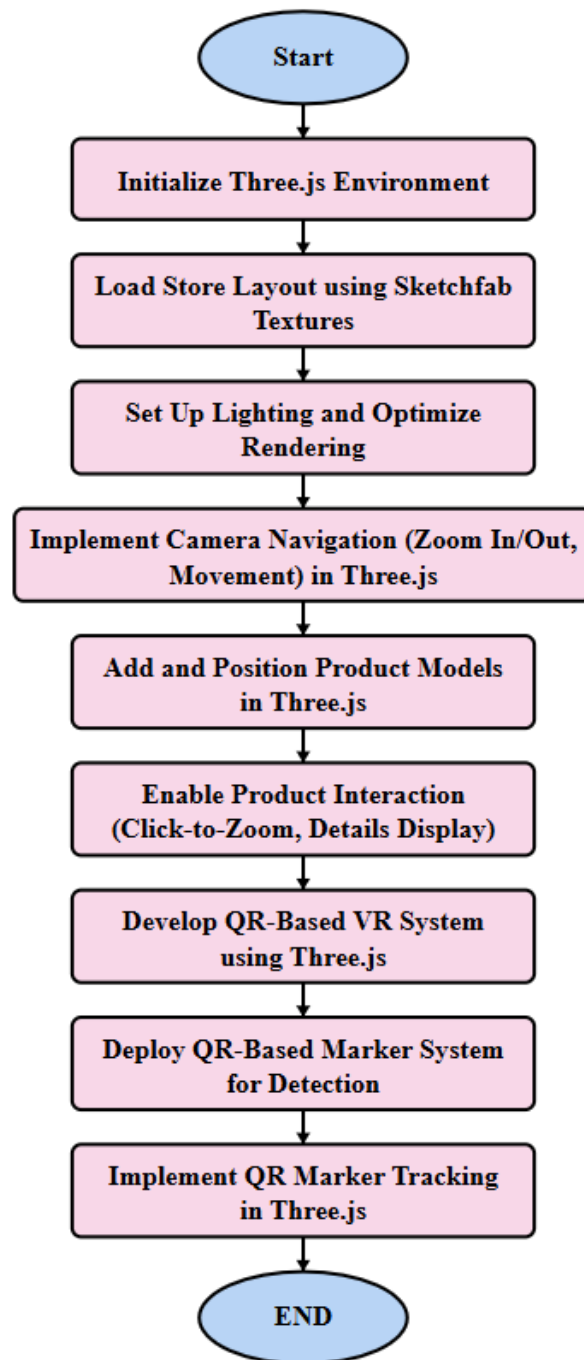 Start
Initialize Three.js Environment
Load Store Layout using Sketchfab
Textures
Set Up Lighting and Optimize
Rendering
Implement Camera Navigation (Zoom In/Out,
Movement) in Three.js
Add and Position Product Models
in Three.js
Enable Product Interaction
(Click-to-Zoom, Details Display)
Develop QR-Based VR System
using Three.js
Deploy QR-Based Marker System
for Detection
Implement QR Marker Tracking
in Three.js
END